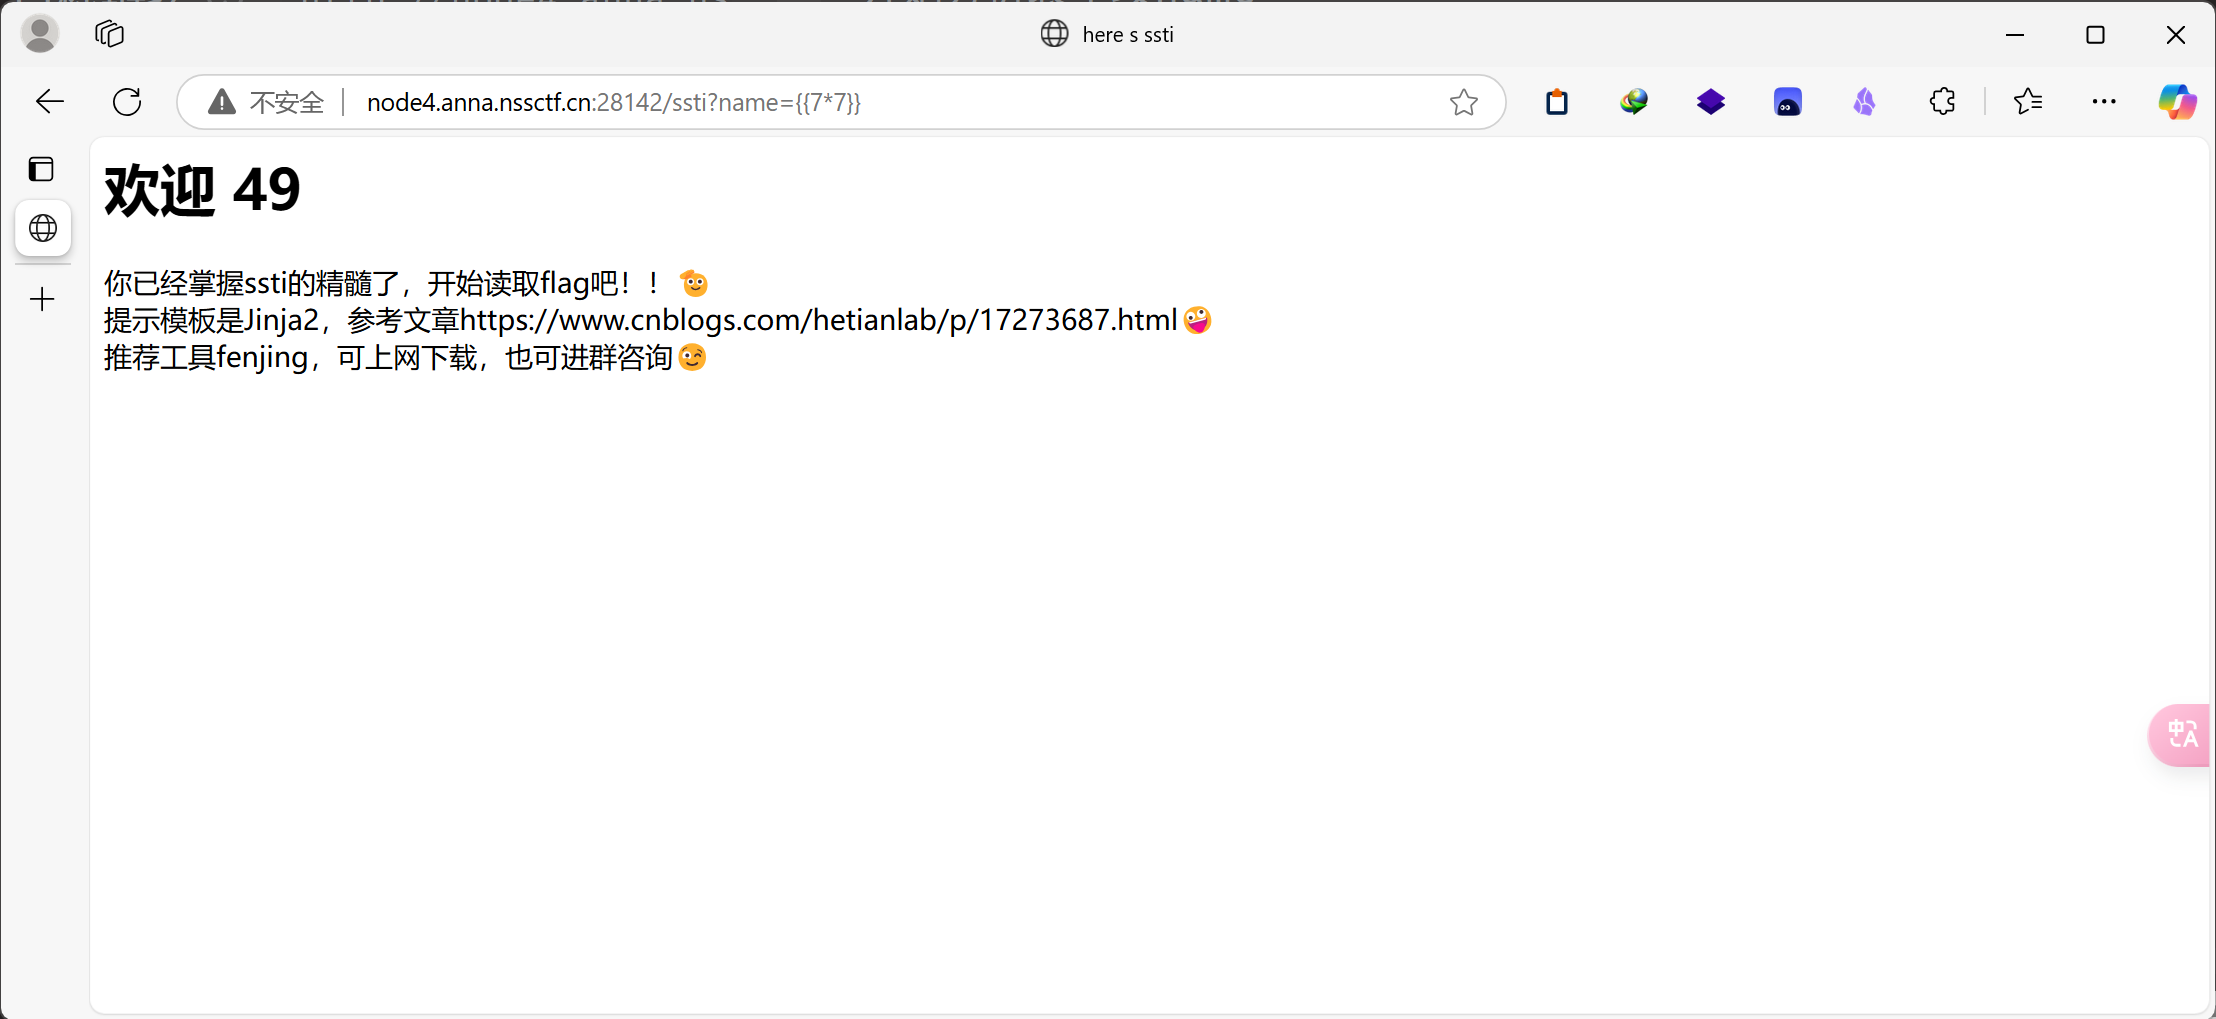 here s ssti
不安全
node4.anna.nssctf.cn:28142/ssti?name={{7*7}}
欢迎 49
你已经掌握ssti的精髓了，开始读取flag吧！！🫡
提示模板是Jinja2，参考文章https://www.cnblogs.com/hetianlab/p/17273687.html🤪
推荐工具fenjing，可上网下载，也可进群咨询😉
中A